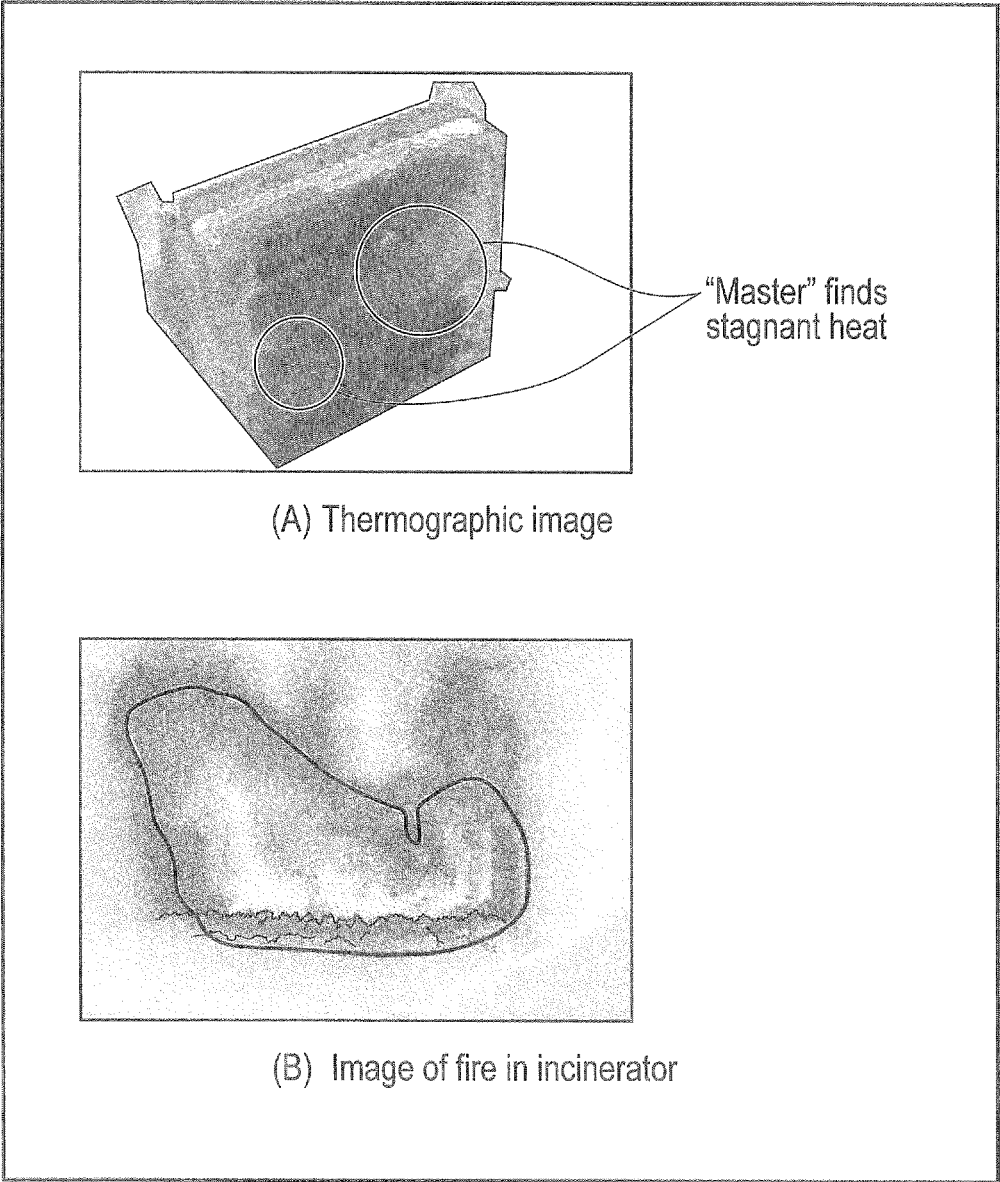 “Master” finds
stagnant heat
(A) Thermographic image
(B) Image of fire in incinerator